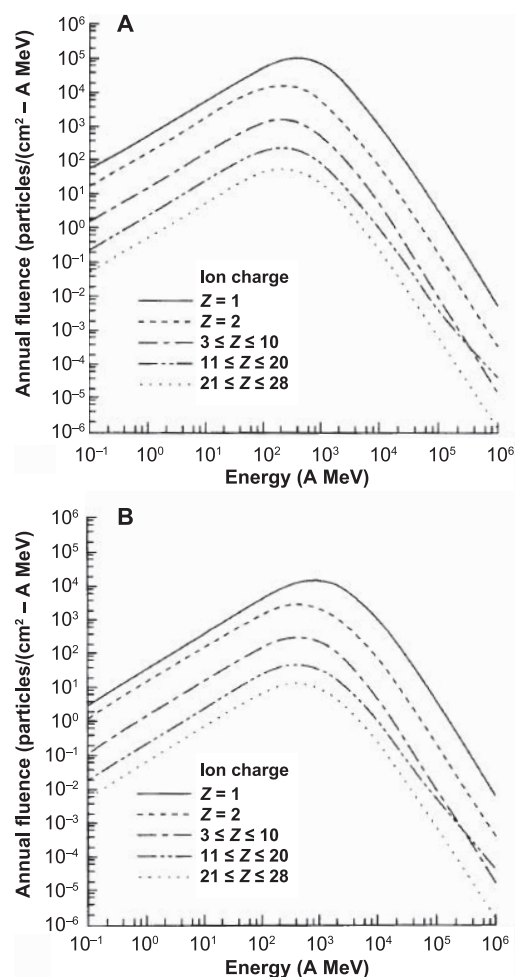 A
Annual fluence (particles/(cm² – A MeV)
10⁶
10⁵
10⁴
10³
10²
10¹
10⁰
10⁻¹
10⁻²
10⁻³
10⁻⁴
10⁻⁵
10⁻⁶
Ion charge
Z = 1
Z = 2
3 ≤ Z ≤ 10
11 ≤ Z ≤ 20
21 ≤ Z ≤ 28
10⁻¹ 10⁰ 10¹ 10² 10³ 10⁴ 10⁵ 10⁶
Energy (A MeV)
B
Annual fluence (particles/(cm² – A MeV)
10⁶
10⁵
10⁴
10³
10²
10¹
10⁰
10⁻¹
10⁻²
10⁻³
10⁻⁴
10⁻⁵
10⁻⁶
Ion charge
Z = 1
Z = 2
3 ≤ Z ≤ 10
11 ≤ Z ≤ 20
21 ≤ Z ≤ 28
10⁻¹ 10⁰ 10¹ 10² 10³ 10⁴ 10⁵ 10⁶
Energy (A MeV)